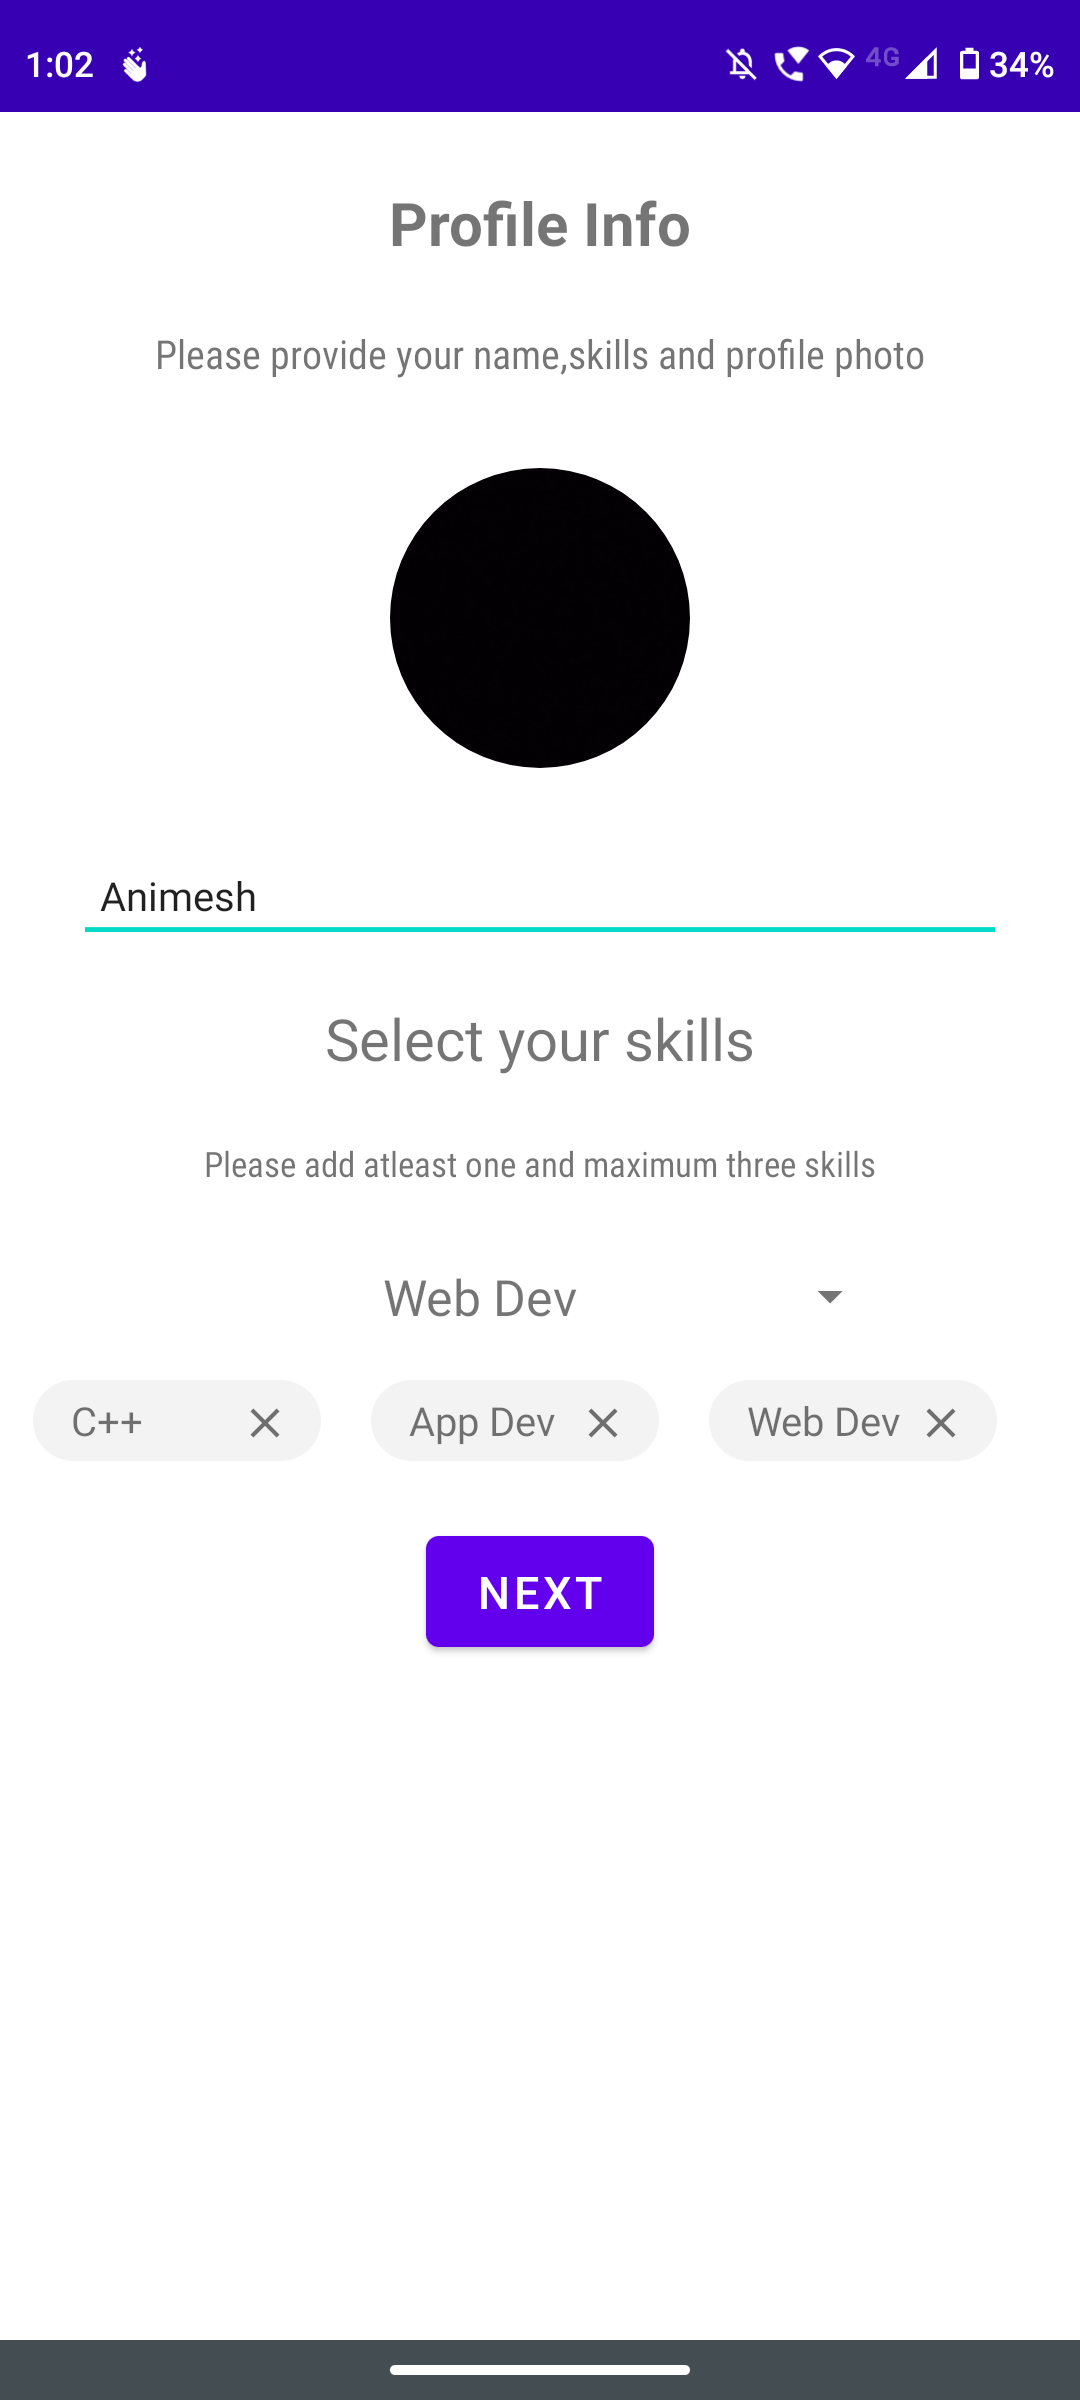 1:02 4G 34%
Profile Info
Please provide your name,skills and profile photo
Animesh
Select your skills
Please add atleast one and maximum three skills
Web Dev
C++ App Dev Web Dev
NEXT